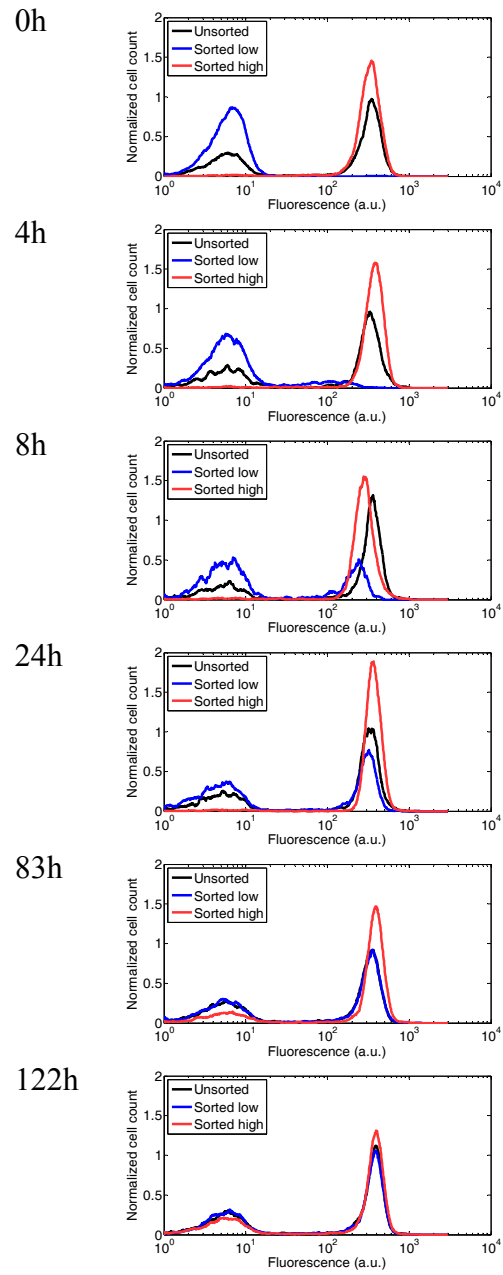 0h
Normalized cell count
2
1.5
1
0.5
0
Unsorted
Sorted low
Sorted high
10^0 10^1 10^2 10^3 10^4
Fluorescence (a.u.)
4h
Normalized cell count
2
1.5
1
0.5
0
Unsorted
Sorted low
Sorted high
10^0 10^1 10^2 10^3 10^4
Fluorescence (a.u.)
8h
Normalized cell count
2
1.5
1
0.5
0
Unsorted
Sorted low
Sorted high
10^0 10^1 10^2 10^3 10^4
Fluorescence (a.u.)
24h
Normalized cell count
2
1.5
1
0.5
0
Unsorted
Sorted low
Sorted high
10^0 10^1 10^2 10^3 10^4
Fluorescence (a.u.)
83h
Normalized cell count
2
1.5
1
0.5
0
Unsorted
Sorted low
Sorted high
10^0 10^1 10^2 10^3 10^4
Fluorescence (a.u.)
122h
Normalized cell count
2
1.5
1
0.5
0
Unsorted
Sorted low
Sorted high
10^0 10^1 10^2 10^3 10^4
Fluorescence (a.u.)